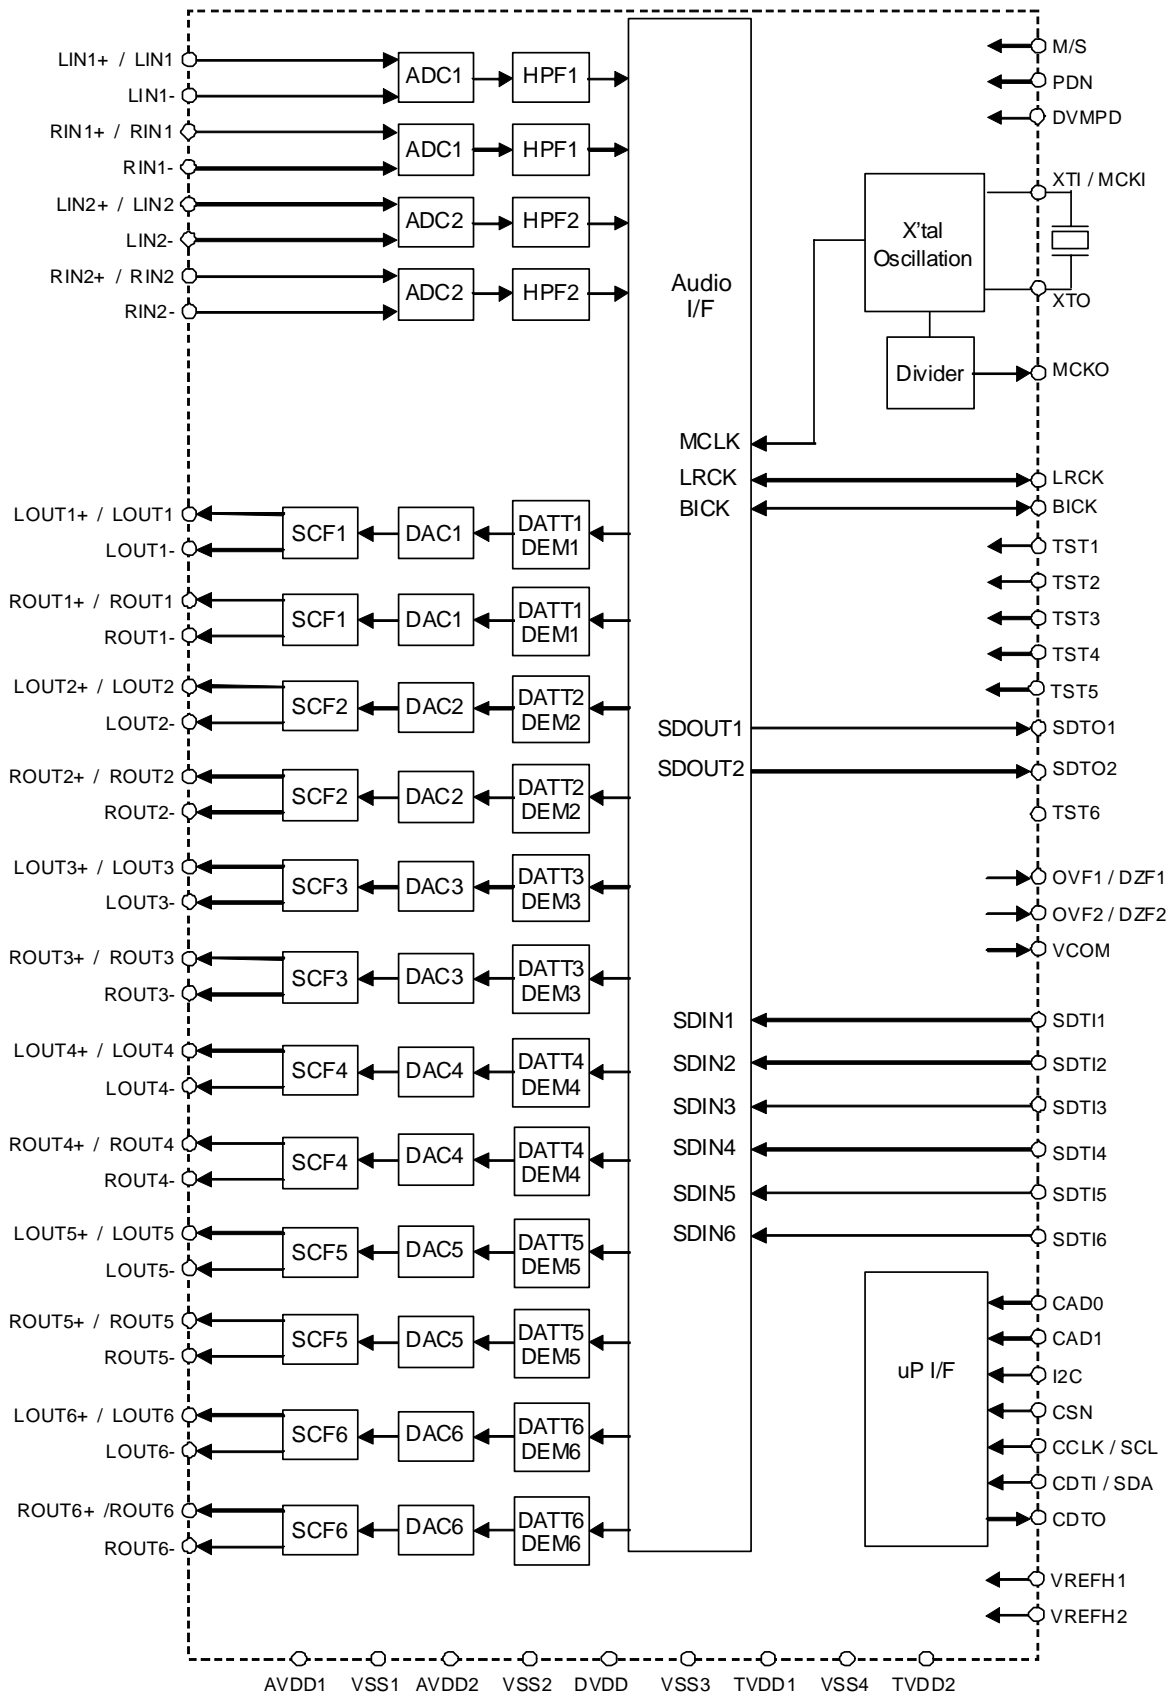 LIN1+ / LIN1
LIN1-
RIN1+ / RIN1
RIN1-
LIN2+ / LIN2
LIN2-
RIN2+ / RIN2
RIN2-
ADC1
HPF1
ADC1
HPF1
ADC2
HPF2
ADC2
HPF2
Audio
I/F
M/S
PDN
DVMPD
XTI / MCKI
X'tal
Oscillation
XTO
Divider
MCKO
MCLK
LRCK
LRCK
BICK
BICK
TST1
TST2
TST3
TST4
TST5
SDOUT1
SDTO1
SDOUT2
SDTO2
TST6
OVF1 / DZF1
OVF2 / DZF2
VCOM
SDIN1
SDTI1
SDIN2
SDTI2
SDIN3
SDTI3
SDIN4
SDTI4
SDIN5
SDTI5
SDIN6
SDTI6
uP I/F
CAD0
CAD1
I2C
CSN
CCLK / SCL
CDTI / SDA
CDTO
VREFH1
VREFH2
LOUT1+ / LOUT1
LOUT1-
SCF1
DAC1
DATT1
DEM1
ROUT1+ / ROUT1
ROUT1-
SCF1
DAC1
DATT1
DEM1
LOUT2+ / LOUT2
LOUT2-
SCF2
DAC2
DATT2
DEM2
ROUT2+ / ROUT2
ROUT2-
SCF2
DAC2
DATT2
DEM2
LOUT3+ / LOUT3
LOUT3-
SCF3
DAC3
DATT3
DEM3
ROUT3+ / ROUT3
ROUT3-
SCF3
DAC3
DATT3
DEM3
LOUT4+ / LOUT4
LOUT4-
SCF4
DAC4
DATT4
DEM4
ROUT4+ / ROUT4
ROUT4-
SCF4
DAC4
DATT4
DEM4
LOUT5+ / LOUT5
LOUT5-
SCF5
DAC5
DATT5
DEM5
ROUT5+ / ROUT5
ROUT5-
SCF5
DAC5
DATT5
DEM5
LOUT6+ / LOUT6
LOUT6-
SCF6
DAC6
DATT6
DEM6
ROUT6+ /ROUT6
ROUT6-
SCF6
DAC6
DATT6
DEM6
AVDD1 VSS1 AVDD2 VSS2 DVDD VSS3 TVDD1 VSS4 TVDD2